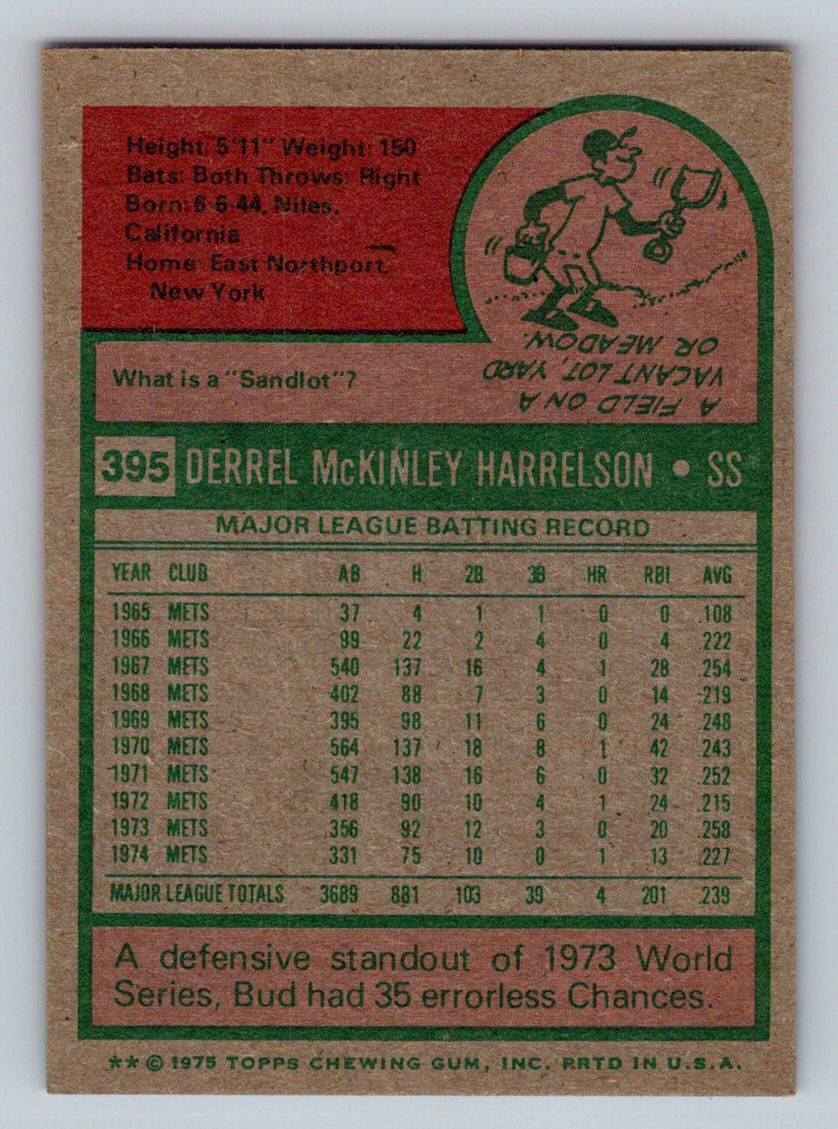 Height: 5'11" Weight: 150
Bats: Both Throws: Right
Born: 6-6-44, Niles,
California
Home: East Northport,
New York
What is a "Sandlot"?
A FIELD ON A
VACANT LOT, YARD
OR MEADOW.
395 DERREL McKINLEY HARRELSON • SS
MAJOR LEAGUE BATTING RECORD
YEAR CLUB AB H 2B 3B HR RBI AVG
1965 METS 37 4 1 1 0 0 .108
1966 METS 99 22 2 4 0 4 .222
1967 METS 540 137 16 4 1 28 .254
1968 METS 402 88 7 3 0 14 .219
1969 METS 395 98 11 6 0 24 .248
1970 METS 564 137 18 8 1 42 .243
1971 METS 547 138 16 6 0 32 .252
1972 METS 418 90 10 4 1 24 .215
1973 METS 356 92 12 3 0 20 .258
1974 METS 331 75 10 0 1 13 .227
MAJOR LEAGUE TOTALS 3689 881 103 39 4 201 .239
A defensive standout of 1973 World
Series, Bud had 35 errorless Chances.
** © 1975 TOPPS CHEWING GUM, INC. PRTD IN U.S.A.